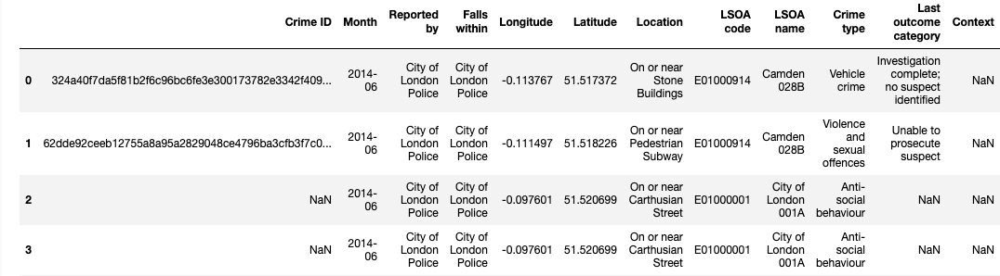 Crime ID Month Reported by Falls within Longitude Latitude Location LSOA code LSOA name Crime type Last outcome category Context
0 324a40f7da5f81b2f6c96bc6fe3e300173782e3342f409... 2014-06 City of London Police City of London Police -0.113767 51.517372 On or near Stone Buildings E01000914 Camden 028B Vehicle crime Investigation complete; no suspect identified NaN
1 62dde92ceeb12755a8a95a2829048ce4796ba3cfb3f7c0... 2014-06 City of London Police City of London Police -0.111497 51.518226 On or near Pedestrian Subway E01000914 Camden 028B Violence and sexual offences Unable to prosecute suspect NaN
2 NaN 2014-06 City of London Police City of London Police -0.097601 51.520699 On or near Carthusian Street E01000001 City of London 001A Anti-social behaviour NaN NaN
3 NaN 2014-06 City of London Police City of London Police -0.097601 51.520699 On or near Carthusian Street E01000001 City of London 001A Anti-social behaviour NaN NaN